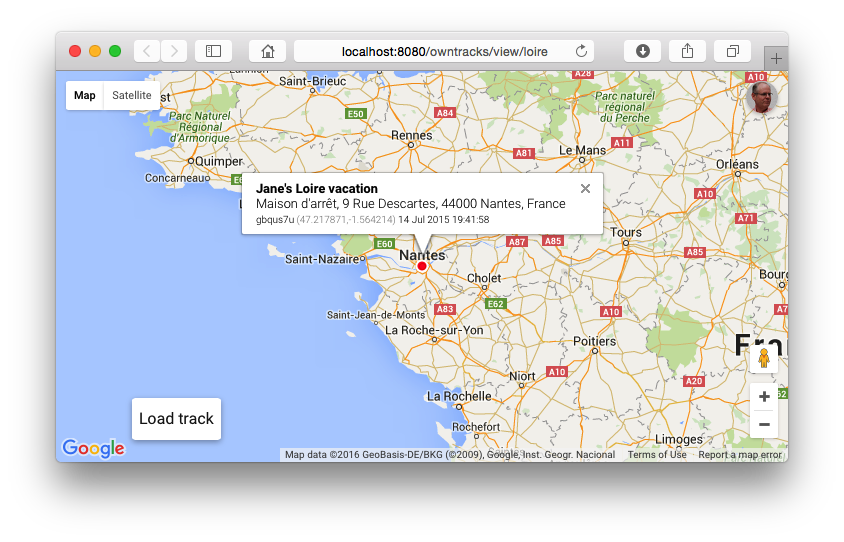 localhost:8080/owntracks/view/loire
Map
Satellite
Saint-Brieuc
A28
A10
Parc Naturel
Régional
d'Armorique
E50
A84
Parc naturel
régional
du Perche
Rennes
A11
Quimper
A81
Le Mans
Orléans
Concarneau
Jane's Loire vacation
Maison d'arrêt, 9 Rue Descartes, 44000 Nantes, France
gbqus7u (47.217871,-1.564214) 14 Jul 2015 19:41:58
A10
A71
E60
A87
A85
Tours
A85
Saint-Nazaire
Nantes
Cholet
Bourg
E62
A83
A10
Saint-Jean-de-Monts
La Roche-sur-Yon
Poitiers
Fran
Niort
A10
A20
La Rochelle
Load track
Rochefort
Limoges
Google
Map data ©2016 GeoBasis-DE/BKG (©2009), Google, Inst. Geogr. Nacional
Terms of Use
Report a map error